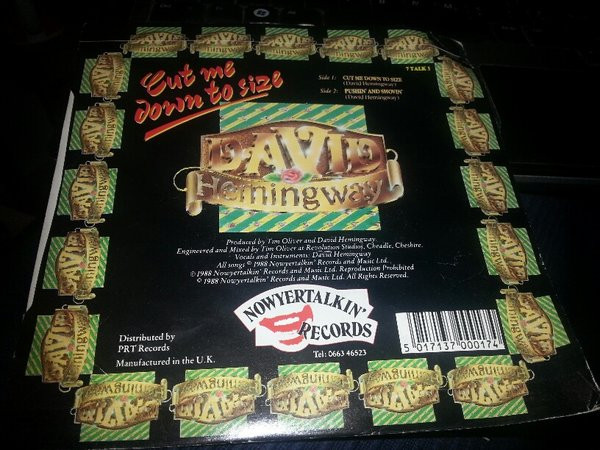 7 TALK 1
Cut me
down to size
Side 1: CUT ME DOWN TO SIZE
(David Hemingway)
Side 2: PUSHIN' AND SHOVIN'
(David Hemingway)
DAVID
Hemingway
Produced by Tim Oliver and David Hemingway.
Engineered and Mixed by Tim Oliver at Revolution Studios, Cheadle, Cheshire.
Vocals and Instruments: David Hemingway
All songs © 1988 Nowyertalkin' Records and Music Ltd.
℗ 1988 Nowyertalkin' Records and Music Ltd. Reproduction Prohibited
© 1988 Nowyertalkin' Records and Music Ltd. All Rights Reserved.
NOWYERTALKIN'
RECORDS
Tel: 0663 46523
Distributed by
PRT Records
Manufactured in the U.K.
5 017137 000174